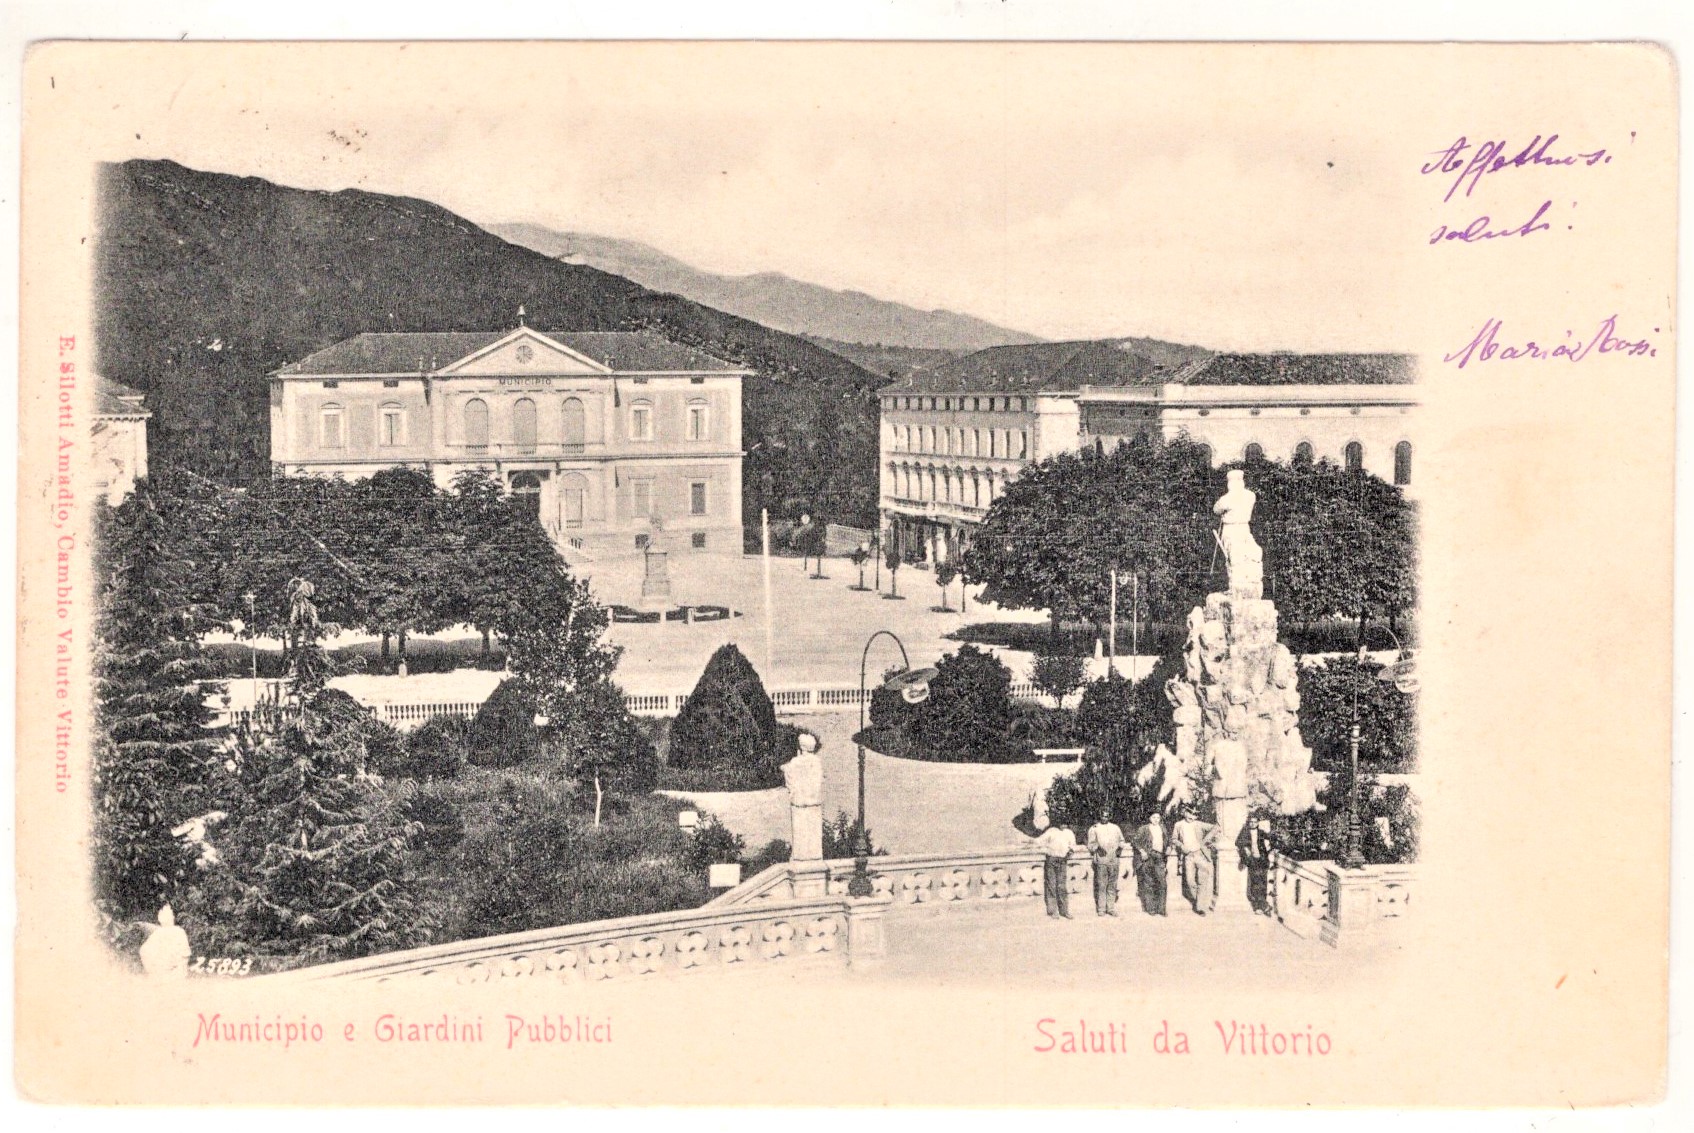 Affettuosi
saluti.
Maria Rossi
MUNICIPIO
E. Silotti Amadio, Cambio Valute-Vittorio
25893
Municipio e Giardini Pubblici
Saluti da Vittorio